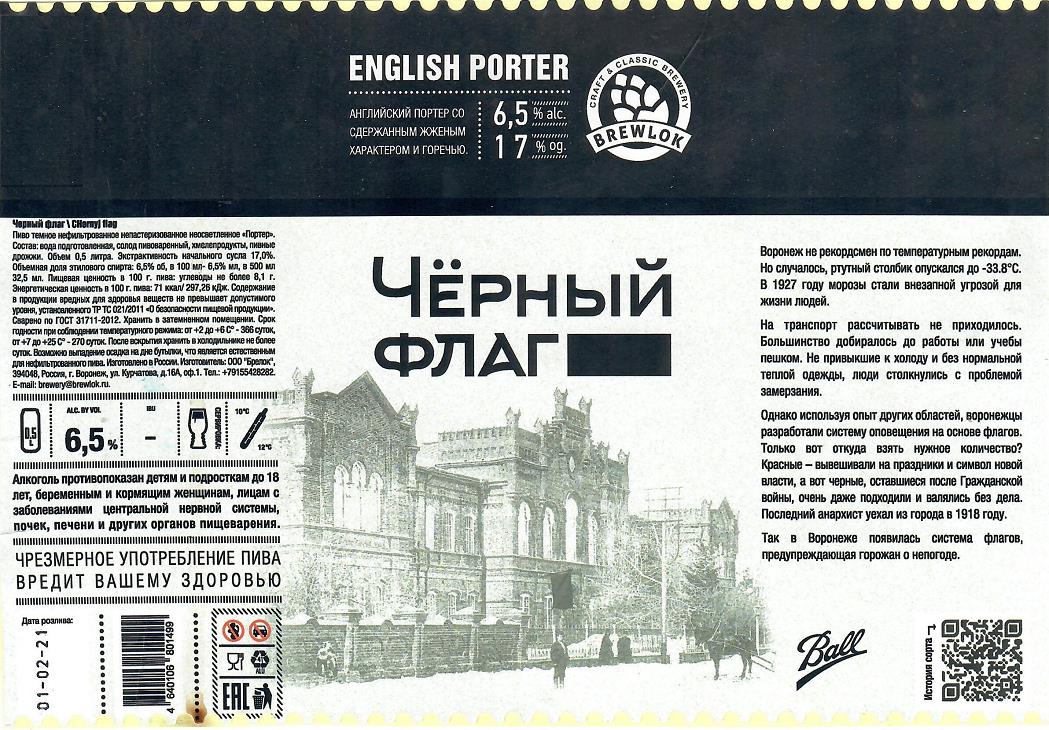 ENGLISH PORTER
АНГЛИЙСКИЙ ПОРТЕР СО
СДЕРЖАННЫМ ЖЖЕНЫМ
ХАРАКТЕРОМ И ГОРЕЧЬЮ.
6,5 % alc.
17 % og.
CRAFT & CLASSIC BREWERY
BREWLOK
Черный флаг \ CHernyj flag
Пиво темное нефильтрованное непастеризованное неосветленное «Портер».
Состав: вода подготовленная, солод пивоваренный, хмелепродукты, пивные
дрожжи. Объем 0,5 литра. Экстрактивность начального сусла 17,0%.
Объемная доля этилового спирта: 6,5% об, в 100 мл- 6,5% мл, в 500 мл
32,5 мл. Пищевая ценность в 100 г. пива: углеводы не более 8,1 г.
Энергетическая ценность в 100 г. пива: 71 ккал/ 297,26 кДж. Содержание
в продукции вредных для здоровья веществ не превышает допустимого
уровня, установленного ТР ТС 021/2011 «О безопасности пищевой продукции».
Сварено по ГОСТ 31711-2012. Хранить в затемненном помещении. Срок
годности при соблюдении температурного режима: от +2 до +6 С° - 366 суток,
от +7 до +25 С° - 270 суток. После вскрытия хранить в холодильнике не более
суток. Возможно выпадение осадка на дне бутылки, что является естественным
для нефильтрованного пива. Изготовлено в России. Изготовитель: ООО "Брелок",
394048, Россия, г. Воронеж, ул. Курчатова, д.16А, оф.1. Тел.: +79155428282.
E-mail: brewery@brewlok.ru.
0,5 L
ALC. BY VOL
6,5 %
IBU
-
СЕРВИРОВКА:
10°C
12°C
Алкоголь противопоказан детям и подросткам до 18
лет, беременным и кормящим женщинам, лицам с
заболеваниями центральной нервной системы,
почек, печени и других органов пищеварения.
ЧРЕЗМЕРНОЕ УПОТРЕБЛЕНИЕ ПИВА
ВРЕДИТ ВАШЕМУ ЗДОРОВЬЮ
Дата розлива:
01-02-21
4 640106 801499
41
ALU
EAC
ЧЁРНЫЙ
ФЛАГ
Воронеж не рекордсмен по температурным рекордам.
Но случалось, ртутный столбик опускался до -33.8°С.
В 1927 году морозы стали внезапной угрозой для
жизни людей.
На транспорт рассчитывать не приходилось.
Большинство добиралось до работы или учебы
пешком. Не привыкшие к холоду и без нормальной
теплой одежды, люди столкнулись с проблемой
замерзания.
Однако используя опыт других областей, воронежцы
разработали систему оповещения на основе флагов.
Только вот откуда взять нужное количество?
Красные – вывешивали на праздники и символ новой
власти, а вот черные, оставшиеся после Гражданской
войны, очень даже подходили и валялись без дела.
Последний анархист уехал из города в 1918 году.
Так в Воронеже появилась система флагов,
предупреждающая горожан о непогоде.
Ball
История сорта